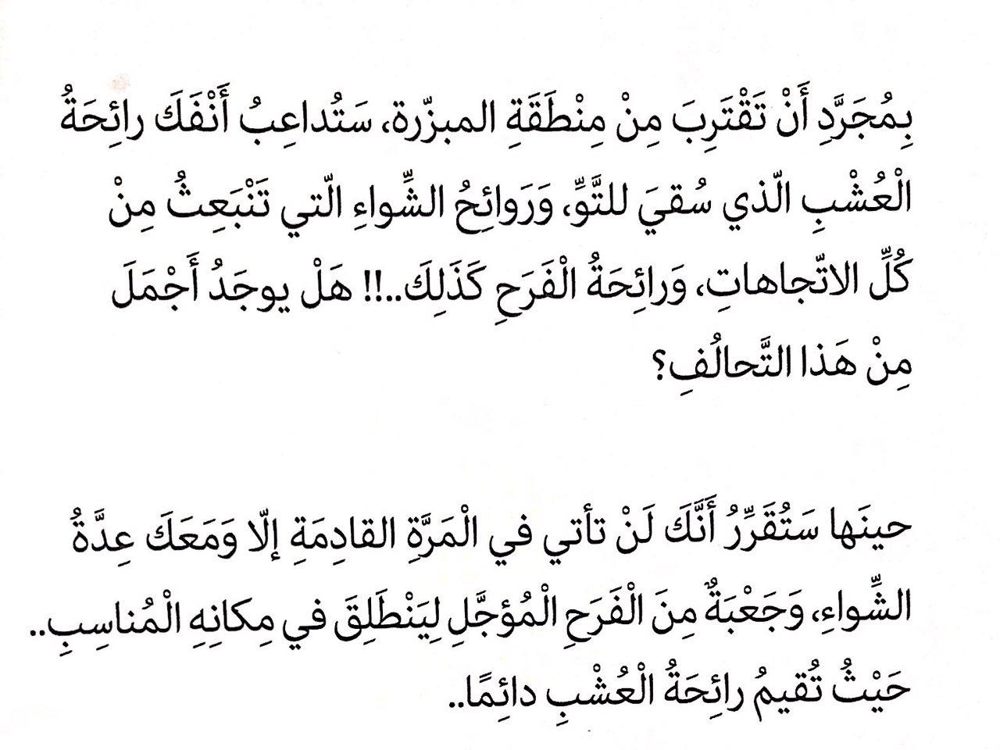 بِمُجَرَّدِ أَنْ تَقْتَرِبَ مِنْ مِنْطَقَةِ المبزّرة، سَتُداعِبُ أَنْفَكَ رائِحَةُ
الْعُشْبِ الّذي سُقيَ للتَّوِّ، وَرَوائِحُ الشِّواءِ الّتي تَنْبَعِثُ مِنْ
كُلِّ الاتّجاهاتِ، وَرائِحَةُ الْفَرَحِ كَذَلِكَ..!! هَلْ يوجَدُ أَجْمَلَ
مِنْ هَذا التَّحالُفِ؟
حينَها سَتُقَرِّرُ أَنَّكَ لَنْ تأتي في الْمَرَّةِ القادِمَةِ إلّا وَمَعَكَ عِدَّةُ
الشِّواءِ، وَجَعْبَةٌ مِنَ الْفَرَحِ الْمُؤجَّلِ لِيَنْطَلِقَ في مِكانِهِ الْمُناسِبِ..
حَيْثُ تُقيمُ رائِحَةُ الْعُشْبِ دائِمًا..